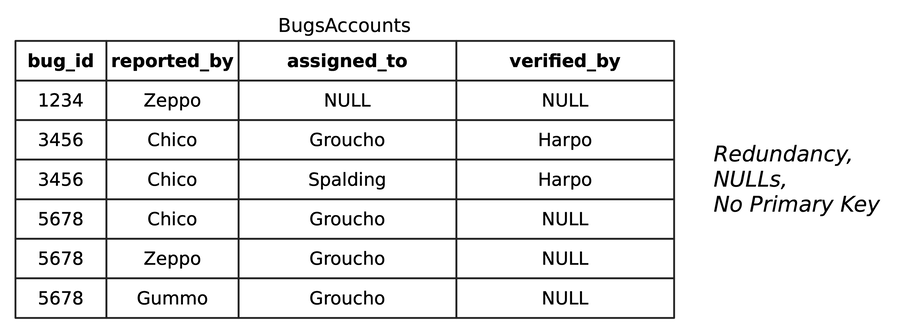 BugsAccounts
bug_id reported_by assigned_to verified_by
1234 Zeppo NULL NULL
3456 Chico Groucho Harpo
3456 Chico Spalding Harpo
5678 Chico Groucho NULL
5678 Zeppo Groucho NULL
5678 Gummo Groucho NULL
Redundancy,
NULLs,
No Primary Key